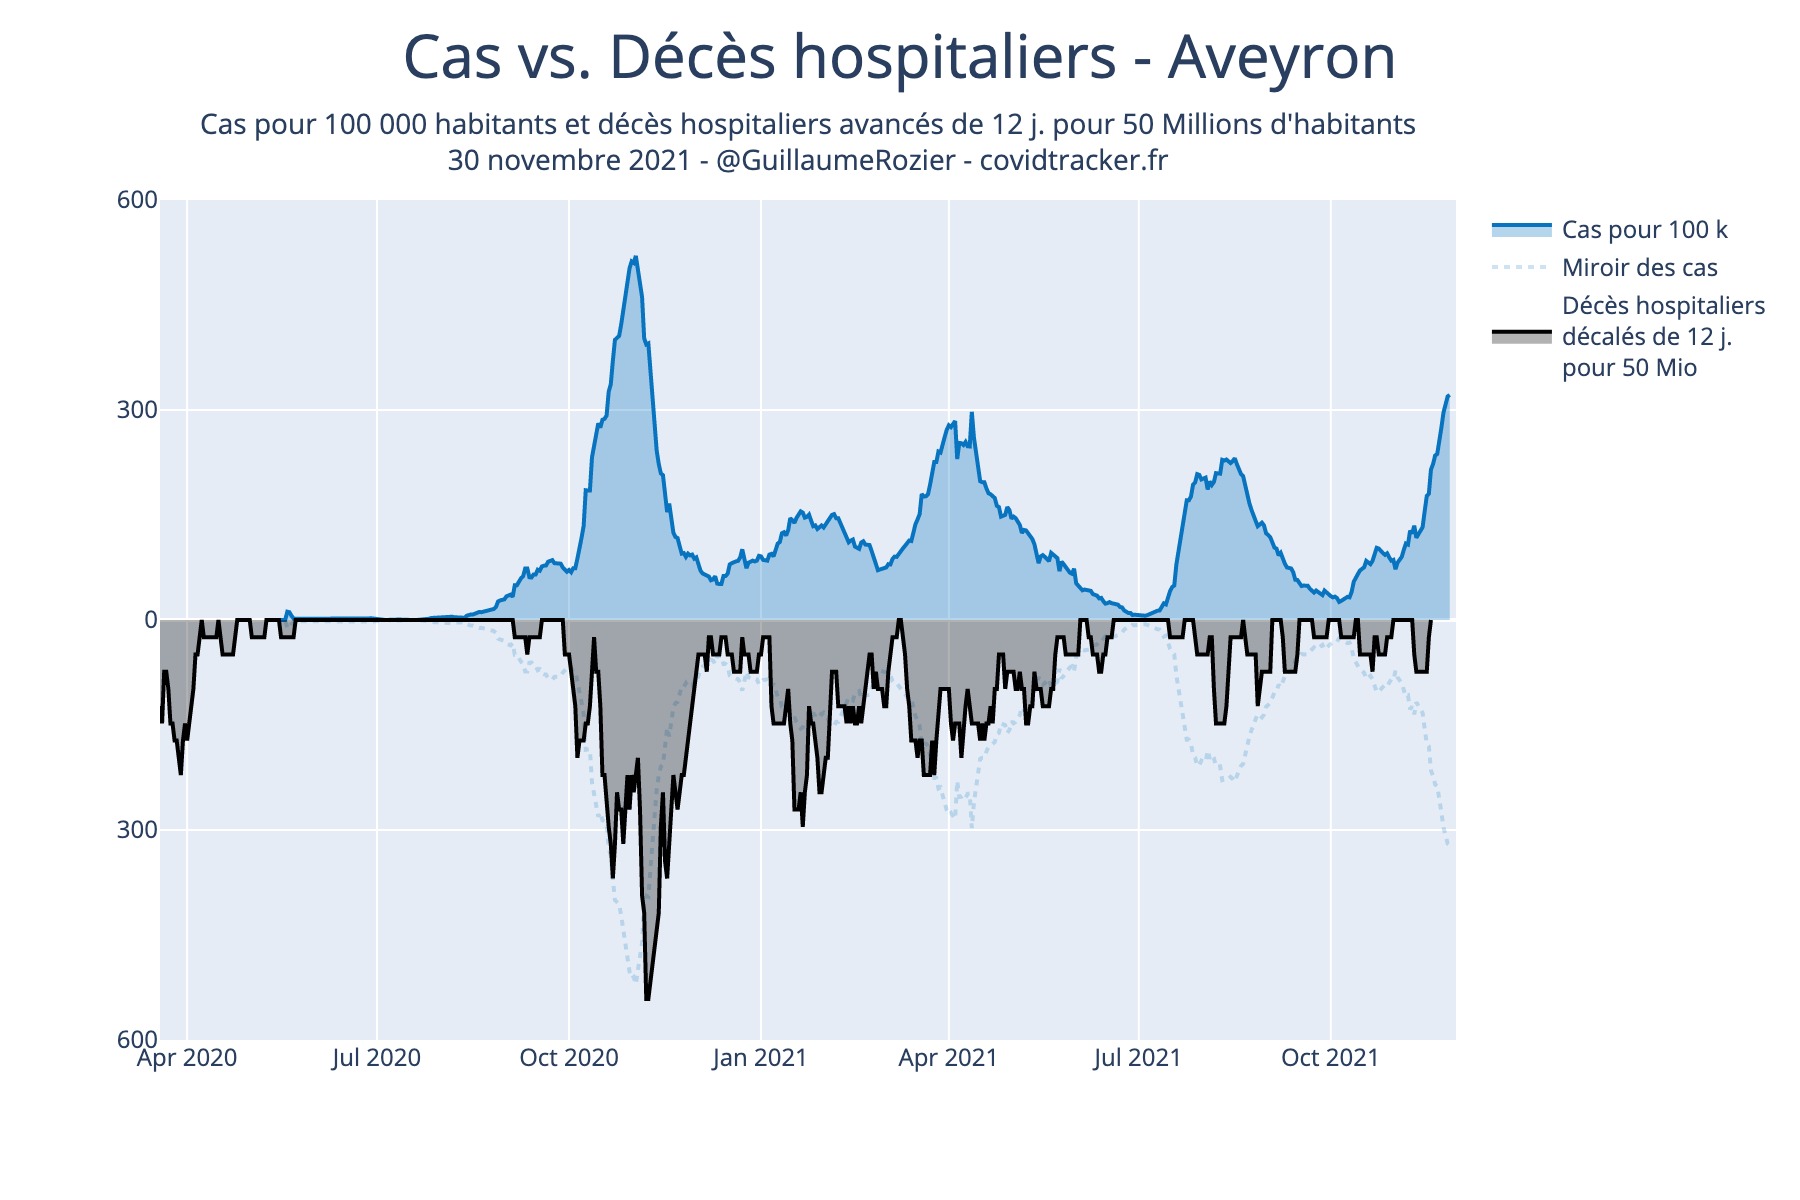 Cas vs. Décès hospitaliers - Aveyron
Cas pour 100 000 habitants et décès hospitaliers avancés de 12 j. pour 50 Millions d'habitants
30 novembre 2021 - @GuillaumeRozier - covidtracker.fr
600
300
0
300
600
Apr 2020
Jul 2020
Oct 2020
Jan 2021
Apr 2021
Jul 2021
Oct 2021
Cas pour 100 k
Miroir des cas
Décès hospitaliers
décalés de 12 j.
pour 50 Mio